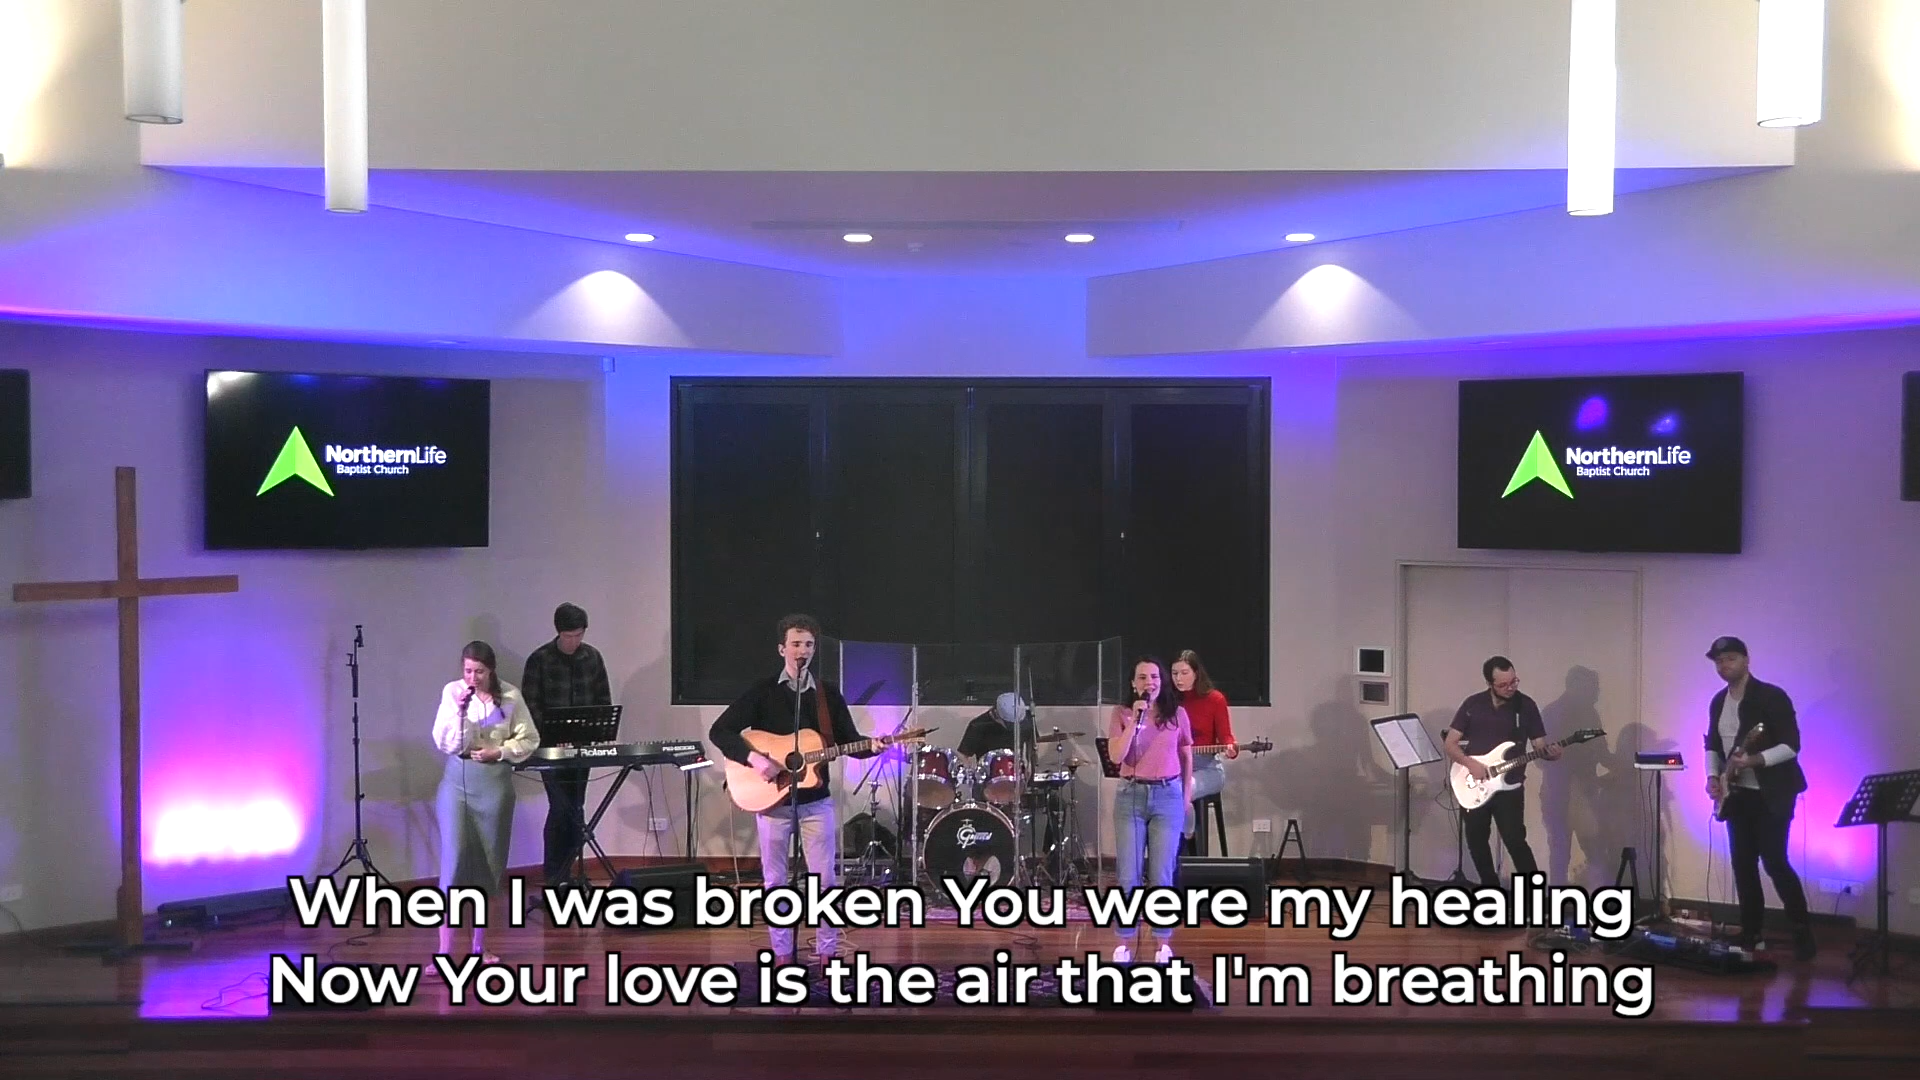 NorthernLife
Baptist Church
NorthernLife
Baptist Church
Roland
When I was broken You were my healing
Now Your love is the air that I'm breathing